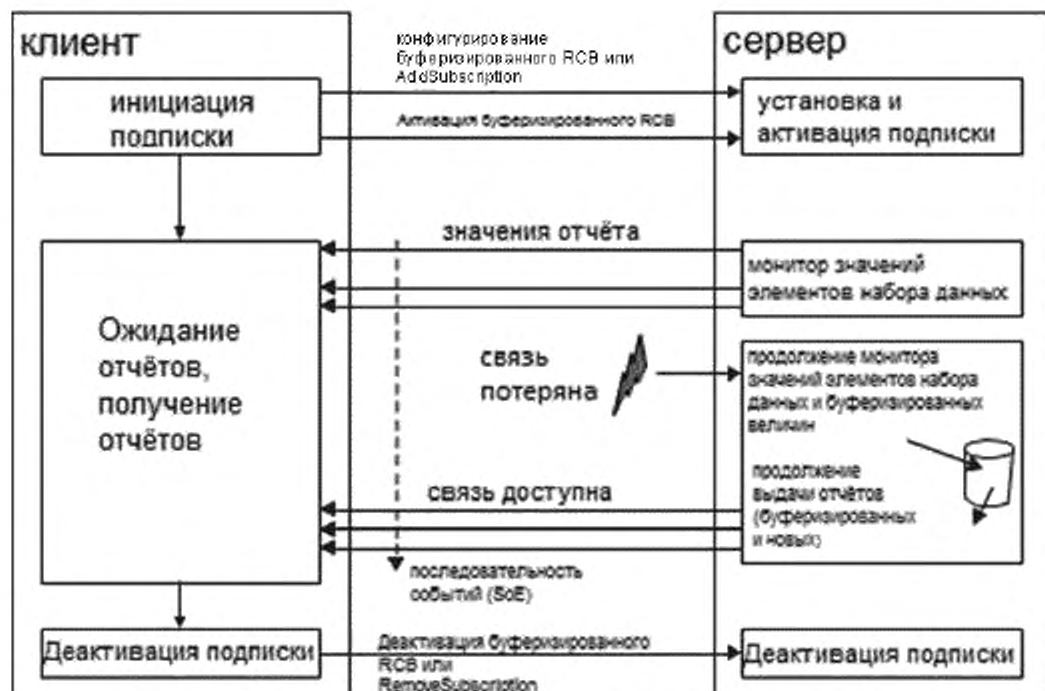 клиент
конфигурирование
буферизированного RCB или
AddSubscription
сервер
инициация
подписки
Активация буферизированного RCB
установка и
активация подписки
значения отчёта
монитор значений
элементов набора данных
Ожидание
отчётов,
получение
отчётов
связь
потеряна
продолжение монитора
значений элементов набора
данных и буферизированных
величин
связь доступна
продолжение
выдачи отчётов
(буферизированных
и новых)
последовательность
событий (SoE)
Деактивация подписки
Деактивация буферизированного
RCB или
RemoveSubscription
Деактивация подписки